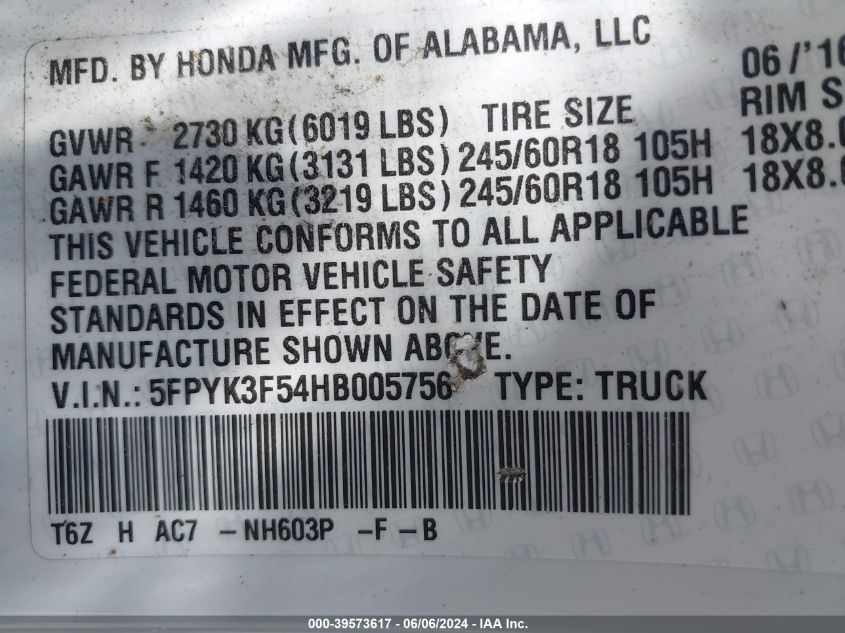 MFD. BY HONDA MFG. OF ALABAMA, LLC 06/'16
GVWR 2730 KG(6019 LBS) TIRE SIZE RIM S
GAWR F 1420 KG(3131 LBS) 245/60R18 105H 18X8.0
GAWR R 1460 KG(3219 LBS) 245/60R18 105H 18X8.0
THIS VEHICLE CONFORMS TO ALL APPLICABLE
FEDERAL MOTOR VEHICLE SAFETY
STANDARDS IN EFFECT ON THE DATE OF
MANUFACTURE SHOWN ABOVE.
V.I.N.: 5FPYK3F54HB005756 TYPE: TRUCK
T6Z H AC7 -NH603P -F-B
000-39573617 - 06/06/2024 - IAA Inc.